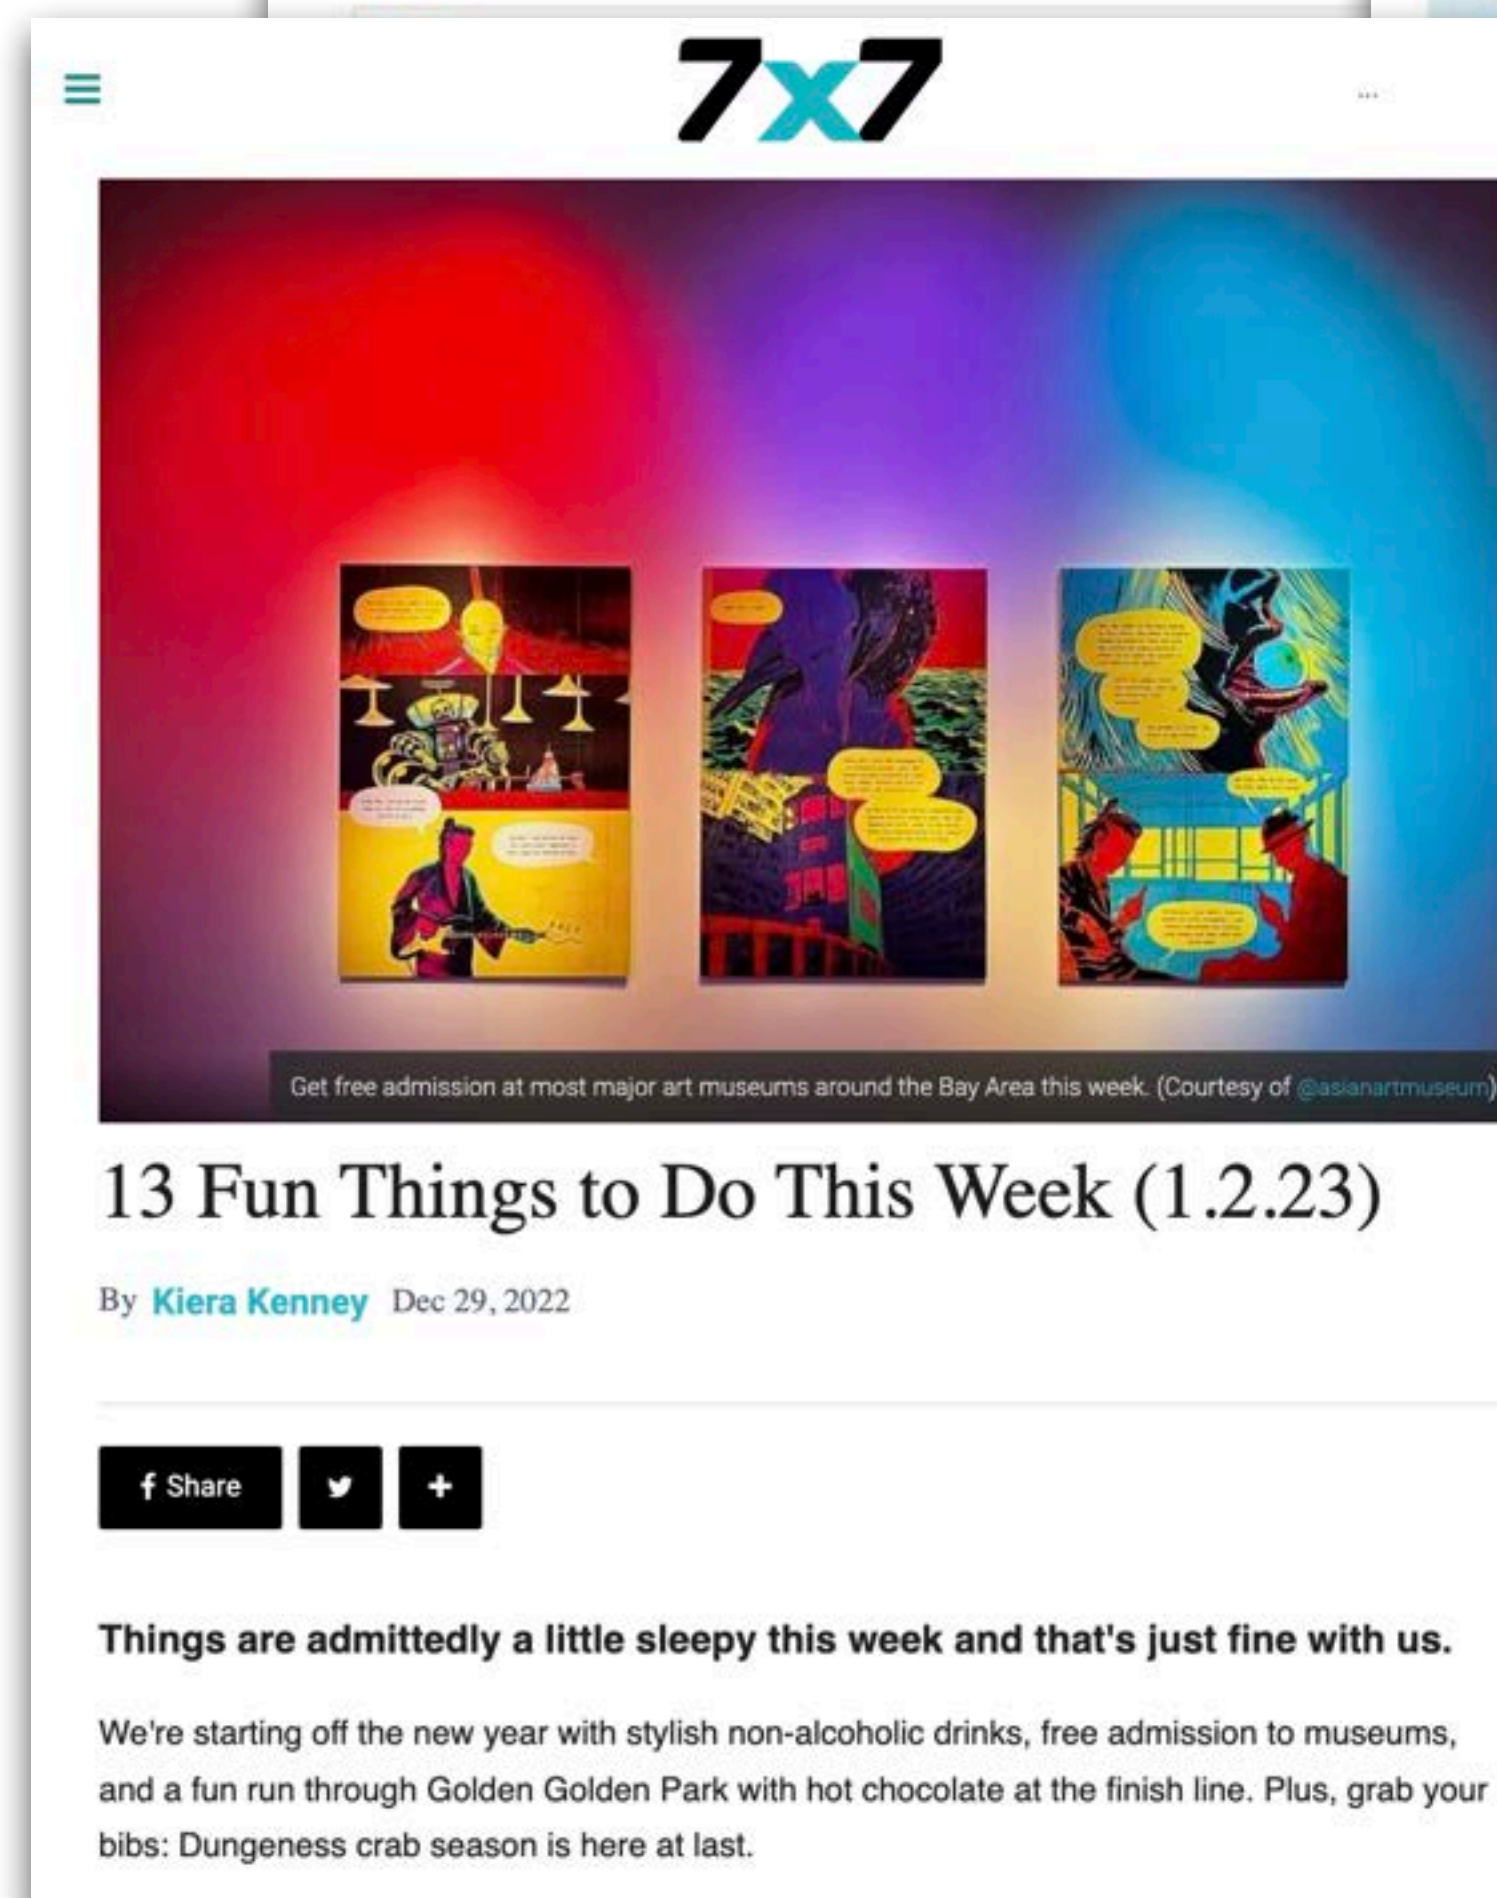 7x7
...
Get free admission at most major art museums around the Bay Area this week. (Courtesy of @asianartmuseum)
13 Fun Things to Do This Week (1.2.23)
By Kiera Kenney Dec 29, 2022
f Share
Things are admittedly a little sleepy this week and that's just fine with us.
We're starting off the new year with stylish non-alcoholic drinks, free admission to museums,
and a fun run through Golden Golden Park with hot chocolate at the finish line. Plus, grab your
bibs: Dungeness crab season is here at last.